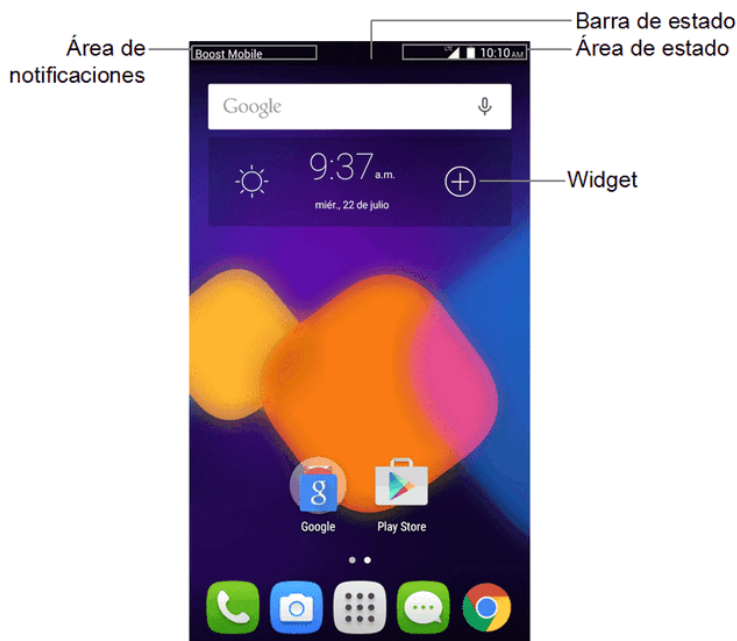 Barra de estado
Área de notificaciones
Boost Mobile
LTE
10:10 AM
Área de estado
Google
9:37 a.m.
miér., 22 de julio
Widget
g
Google
Play Store